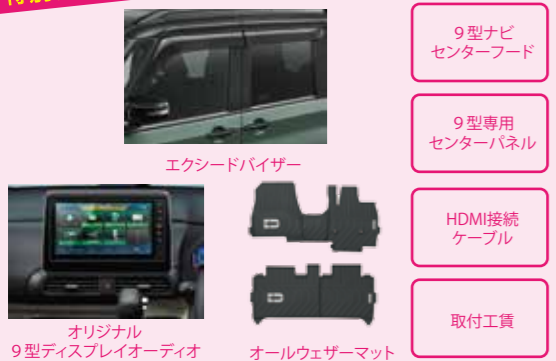 エクシードバイザー
オリジナル
9型ディスプレイオーディオ
オールウェザーマット
9型ナビ
センターフード
9型専用
センターパネル
HDMI接続
ケーブル
取付工賃